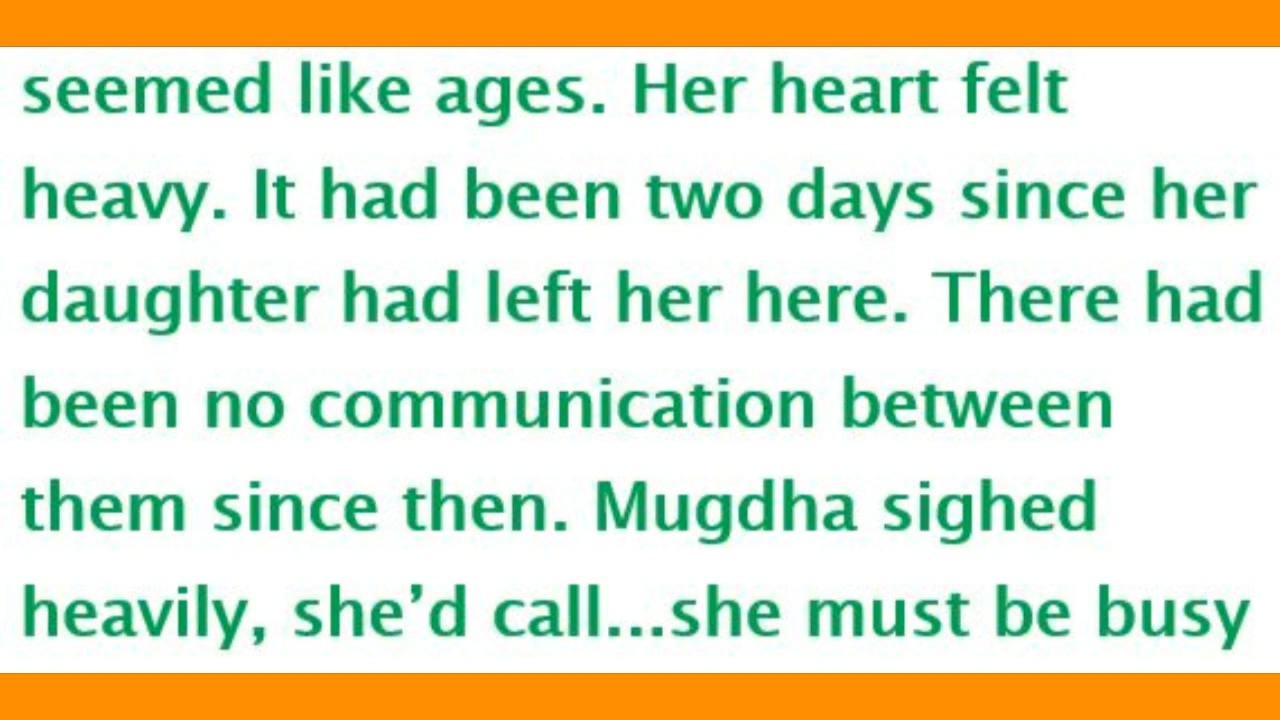 seemed like ages. Her heart felt
heavy. It had been two days since her
daughter had left her here. There had
been no communication between
them since then. Mugdha sighed
heavily, she’d call...she must be busy